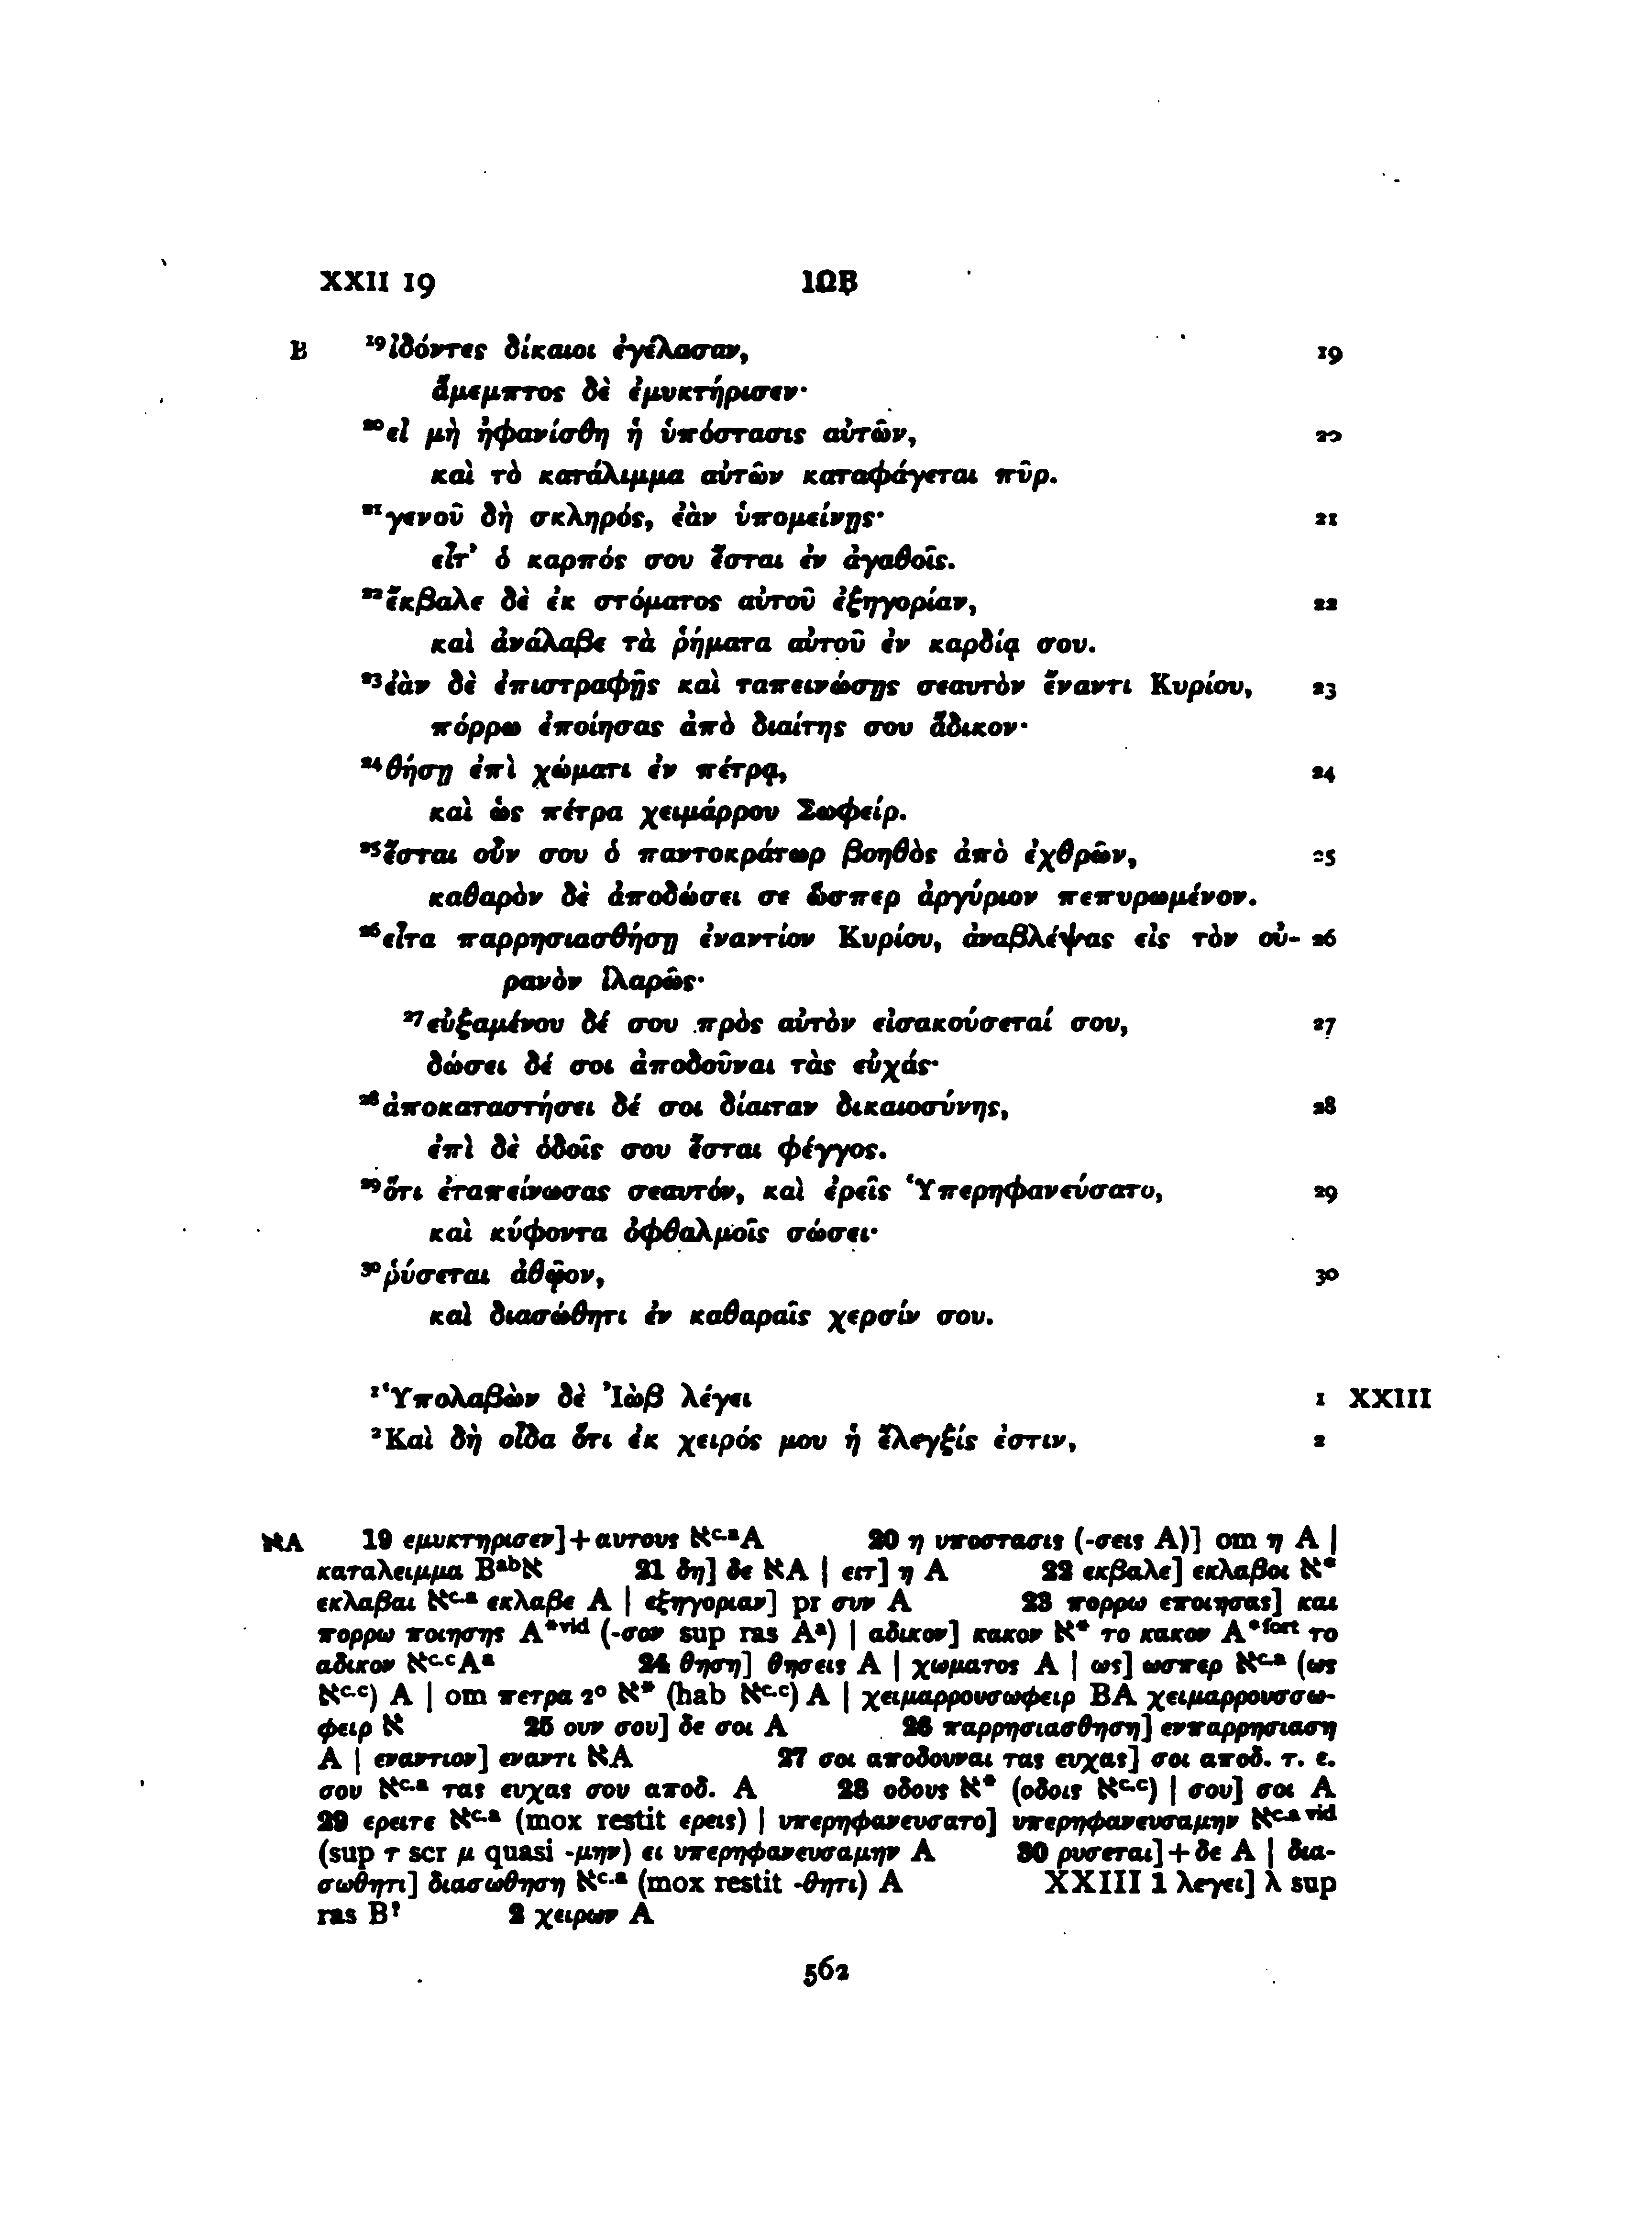 XXII 19 ΙΩΒ
B ¹⁹ἰδόντες δίκαιοι ἐγέλασαν, 19
ἄμεμπτος δὲ ἐμυκτήρισεν·
²⁰εἰ μὴ ἠφανίσθη ἡ ὑπόστασις αὐτῶν, 20
καὶ τὸ κατάλιμμα αὐτῶν καταφάγεται πῦρ.
²¹γενοῦ δὴ σκληρός, ἐὰν ὑπομείνῃς· 21
εἶτ’ ὁ καρπός σου ἔσται ἐν ἀγαθοῖς.
²²ἔκβαλε δὲ ἐκ στόματος αὐτοῦ ἐξηγορίαν, 22
καὶ ἀνάλαβε τὰ ῥήματα αὐτοῦ ἐν καρδίᾳ σου.
²³ἐὰν δὲ ἐπιστραφῇς καὶ ταπεινώσῃς σεαυτὸν ἔναντι Κυρίου, 23
πόρρω ἐποίησας ἀπὸ διαίτης σου ἄδικον·
²⁴θήσῃ ἐπὶ χώματι ἐν πέτρᾳ, 24
καὶ ὡς πέτρα χειμάρρου Σωφείρ.
²⁵ἔσται οὖν σου ὁ παντοκράτωρ βοηθὸς ἀπὸ ἐχθρῶν, 25
καθαρὸν δὲ ἀποδώσει σε ὥσπερ ἀργύριον πεπυρωμένον.
²⁶εἶτα παρρησιασθήσῃ ἐναντίον Κυρίου, ἀναβλέψας εἰς τὸν οὐ- 26
ρανὸν ἱλαρῶς·
²⁷εὐξαμένου δέ σου πρὸς αὐτὸν εἰσακούσεταί σου, 27
δώσει δέ σοι ἀποδοῦναι τὰς εὐχάς·
²⁸ἀποκαταστήσει δέ σοι δίαιταν δικαιοσύνης, 28
ἐπὶ δὲ ὁδοῖς σου ἔσται φέγγος.
²⁹ὅτι ἐταπείνωσας σεαυτόν, καὶ ἐρεῖς Ὑπερηφανεύσατο, 29
καὶ κύφοντα ὀφθαλμοῖς σώσει·
³⁰ῥύσεται ἀθῷον, 30
καὶ διασώθητι ἐν καθαραῖς χερσίν σου.
¹Ὑπολαβὼν δὲ Ἰὼβ λέγει 1 XXIII
²Καὶ δὴ οἶδα ὅτι ἐκ χειρός μου ἡ ἔλεγξίς ἐστιν, 2
אA 19 εμυκτηρισεν]+αυτους א^c.a A 20 η υποστασις (-σεις A)] om η A |
καταλειμμα B^ab א 21 δη] δε אA | ειτ] η A 22 εκβαλε] εκλαβοι א*
εκλαβαι א^c.a εκλαβε A | εξηγοριαν] pr συν A 23 πορρω εποιησας] και
πορρω ποιησης A*vid (-σον sup ras A^a) | αδικον] κακον א* το κακον A*fort το
αδικον א^c.c A^a 24 θηση] θησεις A | χωματος A | ως] ωσπερ א^c.a (ως
א^c.c) A | om πετρα 2° א* (hab א^c.c) A | χειμαρρουσωφειρ BA χειμαρρουσσω-
φειρ א 25 ουν σου] δε σοι A 26 παρρησιασθηση] ενπαρρησιαση
A | εναντιον] εναντι אA 27 σοι αποδουναι τας ευχας] σοι αποδ. τ. ε.
σου א^c.a τας ευχας σου αποδ. A 28 οδους א* (οδοις א^c.c) | σου] σοι A
29 ερειτε א^c.a (mox restit ερεις) | υπερηφανευσατο] υπερηφανευσαμην א^c.a vid
(sup τ scr μ quasi -μην) ει υπερηφανευσαμην A 30 ρυσεται]+δε A | δια-
σωθητι] διασωθηση א^c.a (mox restit -θητι) A XXIII 1 λεγει] λ sup
ras B^? 2 χειρων A
562